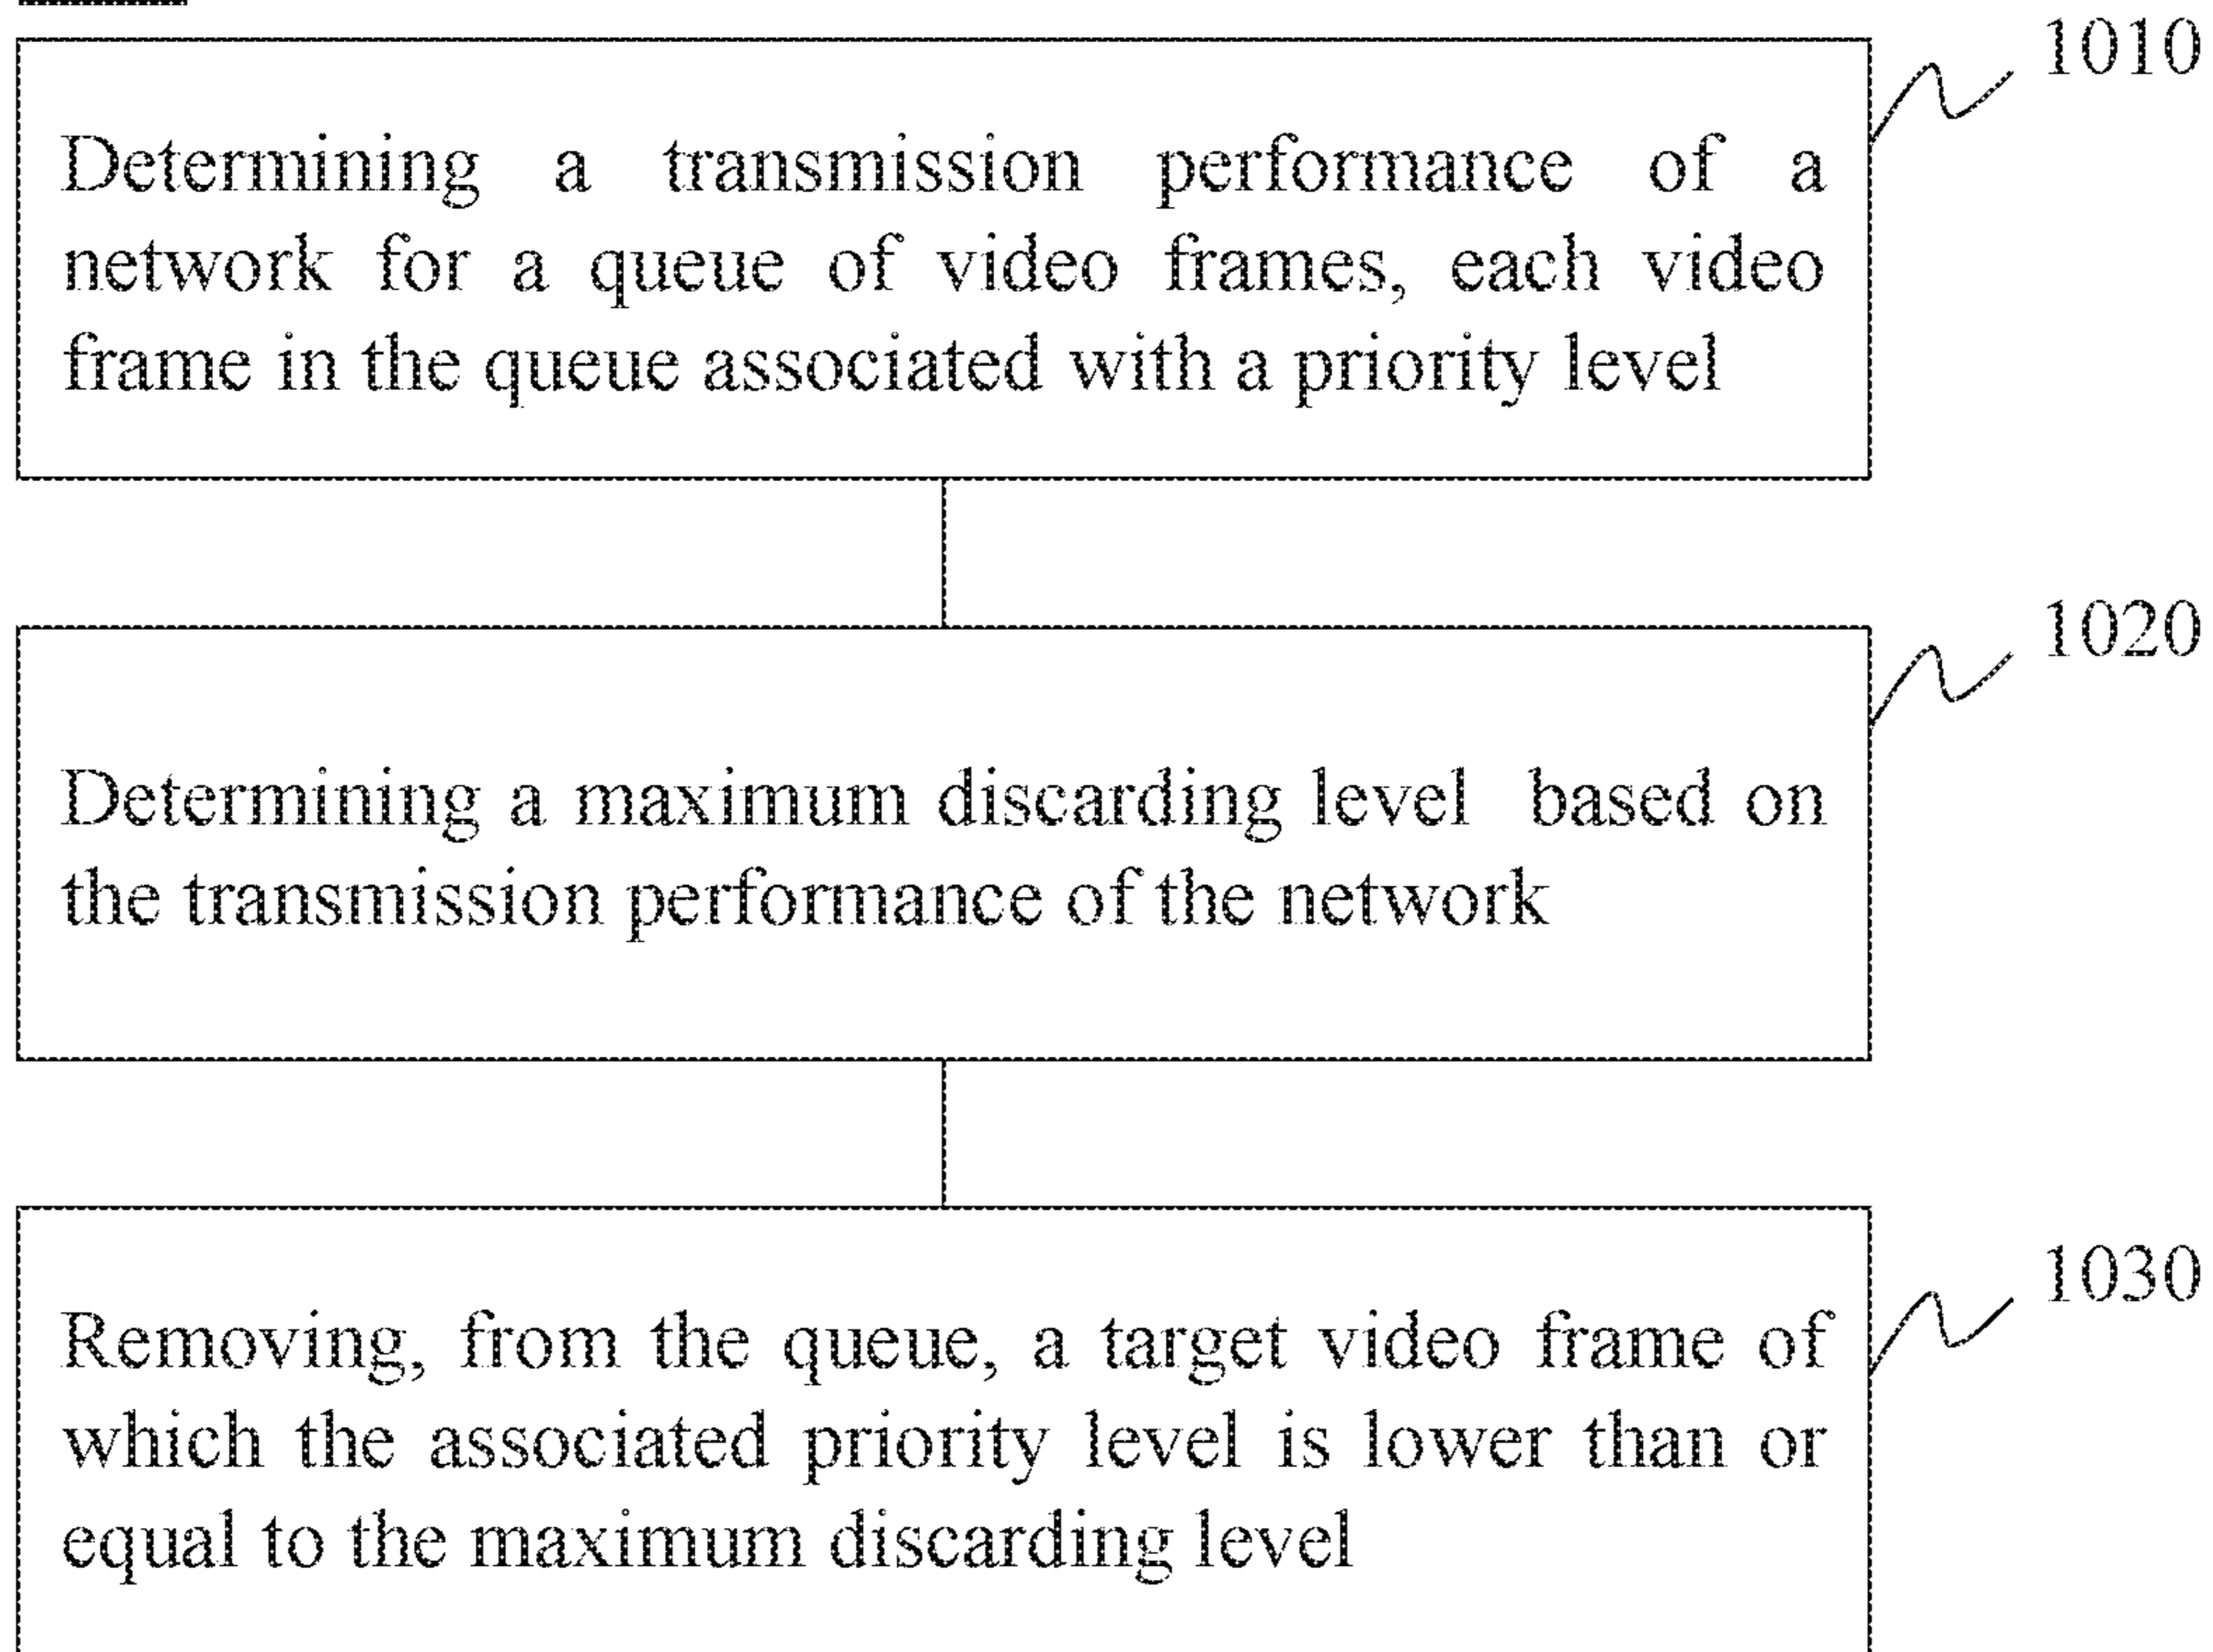 1010
Determining a transmission performance of a
network for a queue of video frames, each video
frame in the queue associated with a priority level
1020
Determining a maximum discarding level based on
the transmission performance of the network
1030
Removing, from the queue, a target video frame of
which the associated priority level is lower than or
equal to the maximum discarding level